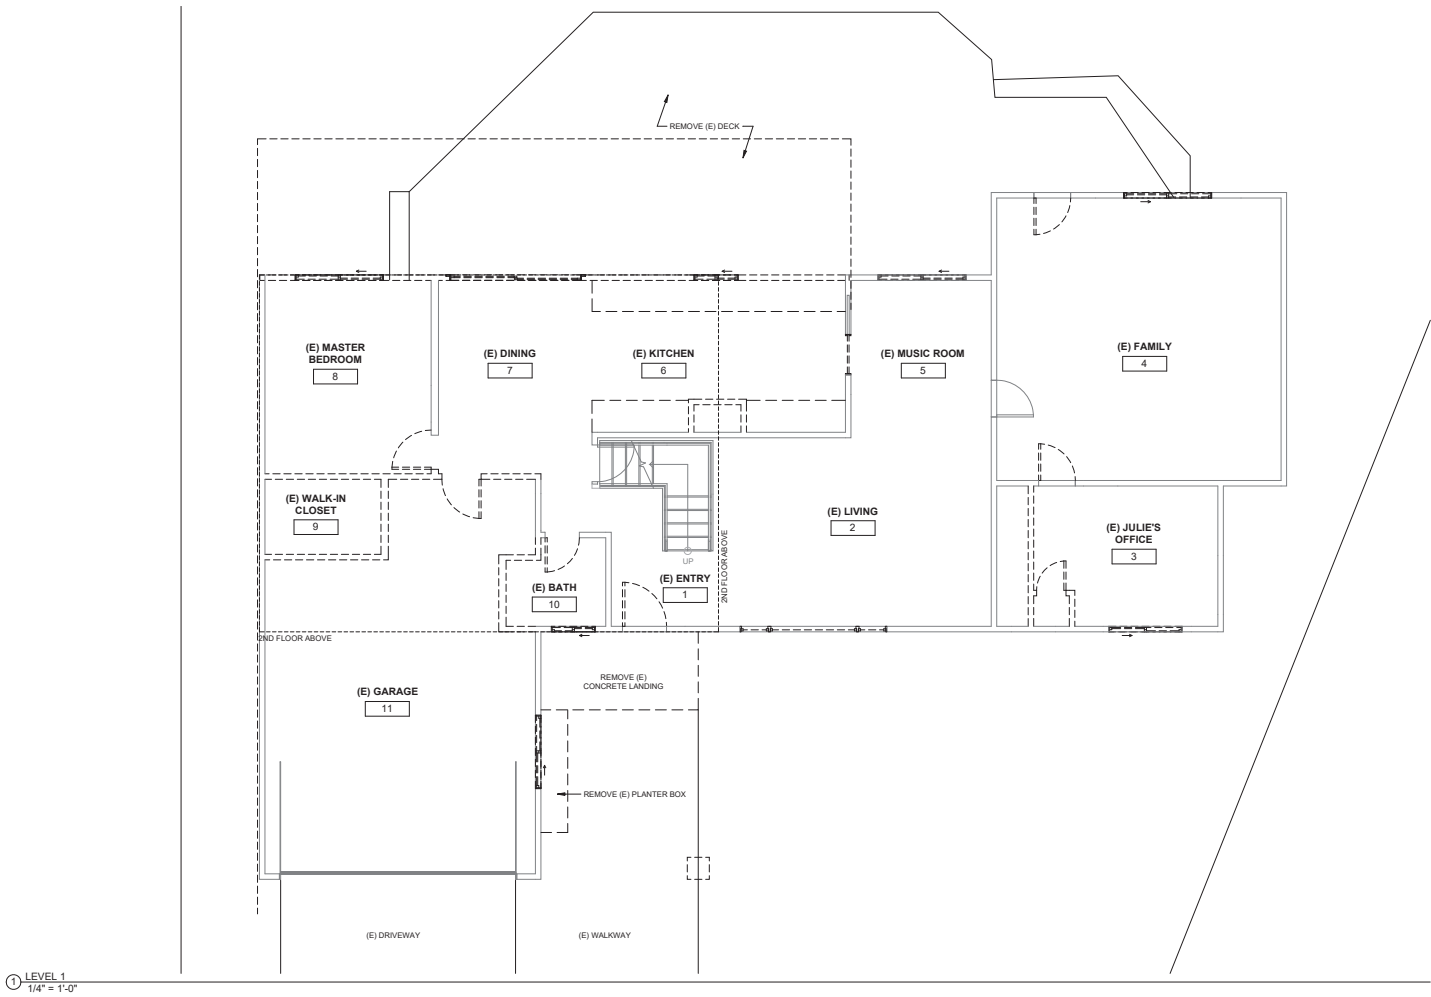 REMOVE (E) DECK
(E) MASTER
BEDROOM
8
(E) DINING
7
(E) KITCHEN
6
(E) MUSIC ROOM
5
(E) FAMILY
4
(E) WALK-IN
CLOSET
9
(E) LIVING
2
(E) JULIE'S
OFFICE
3
UP
2ND FLOOR ABOVE
(E) BATH
10
(E) ENTRY
1
2ND FLOOR ABOVE
REMOVE (E)
CONCRETE LANDING
(E) GARAGE
11
REMOVE (E) PLANTER BOX
(E) DRIVEWAY
(E) WALKWAY
1
LEVEL 1
1/4" = 1'-0"